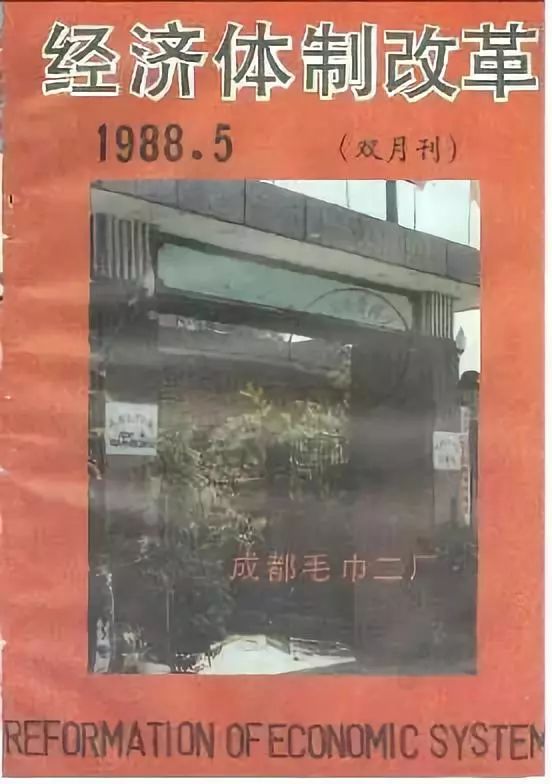 经济体制改革
1988.5 (双月刊)
成都毛巾二厂
REFORMATION OF ECONOMIC SYSTEM